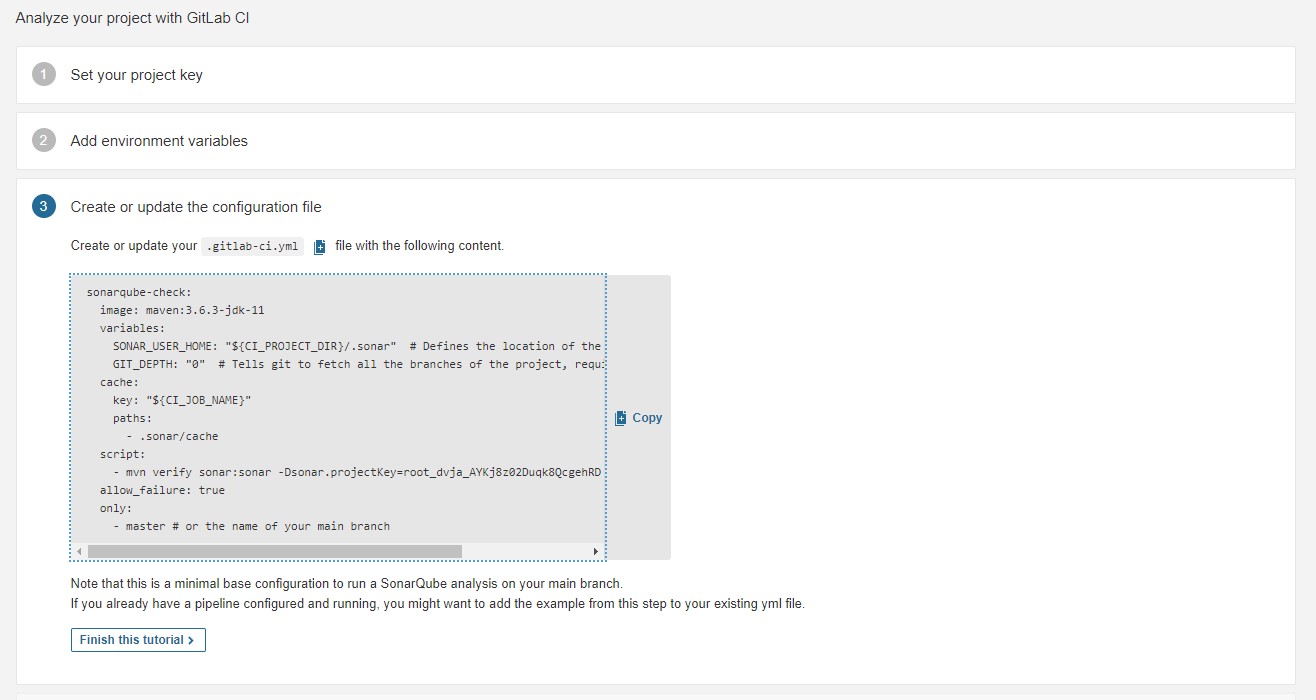 Analyze your project with GitLab CI
1 Set your project key
2 Add environment variables
3 Create or update the configuration file
Create or update your .gitlab-ci.yml file with the following content.
sonarqube-check:
  image: maven:3.6.3-jdk-11
  variables:
    SONAR_USER_HOME: "${CI_PROJECT_DIR}/.sonar"  # Defines the location of the
    GIT_DEPTH: "0"  # Tells git to fetch all the branches of the project,
  cache:
    key: "${CI_JOB_NAME}"
    paths:
      - .sonar/cache
  script:
    - mvn verify sonar:sonar -Dsonar.projectKey=root_dvja_AYKj8z02Duqk8QcgehRD
  allow_failure: true
  only:
    - master # or the name of your main branch
Copy
Note that this is a minimal base configuration to run a SonarQube analysis on your main branch.
If you already have a pipeline configured and running, you might want to add the example from this step to your existing yml file.
Finish this tutorial >